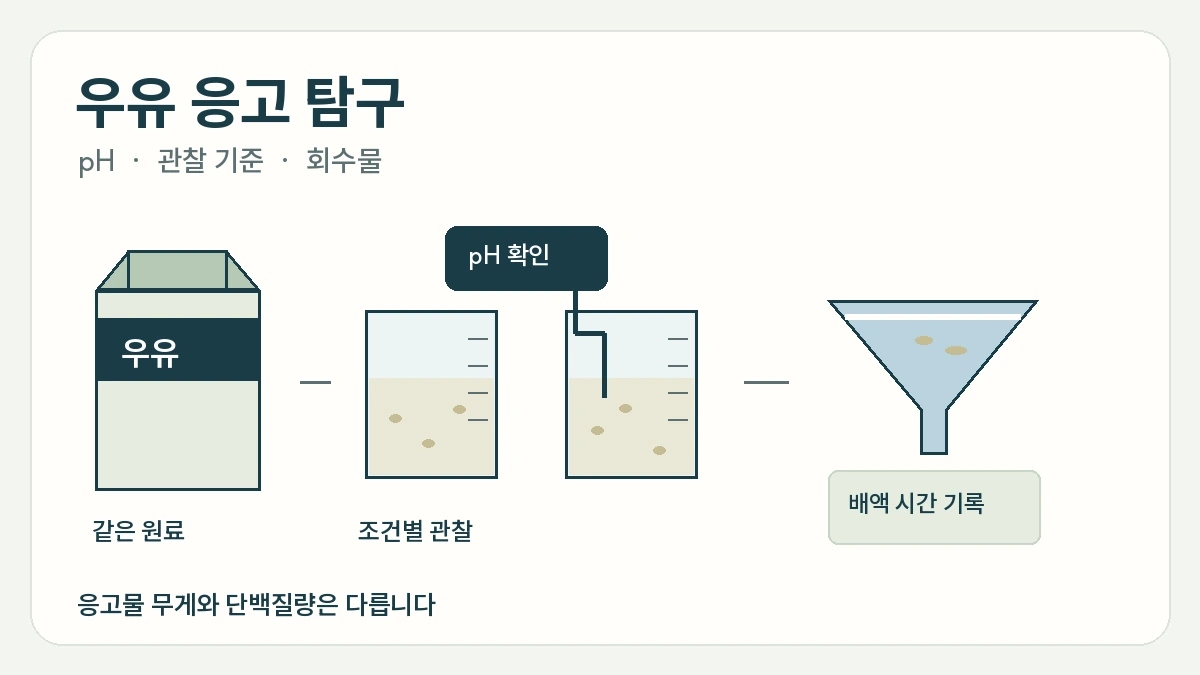 우유 응고 탐구
pH · 관찰 기준 · 회수물
pH 확인
우유
같은 원료
조건별 관찰
배액 시간 기록
응고물 무게와 단백질량은 다릅니다